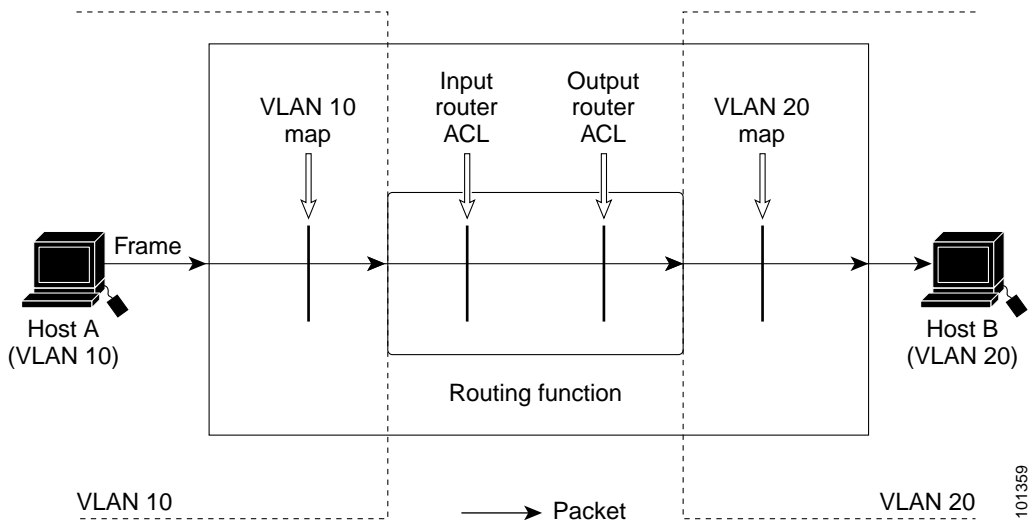 VLAN 10
map
Input
router
ACL
Output
router
ACL
VLAN 20
map
Frame
Host A
(VLAN 10)
Host B
(VLAN 20)
Routing function
VLAN 10
Packet
VLAN 20
101359